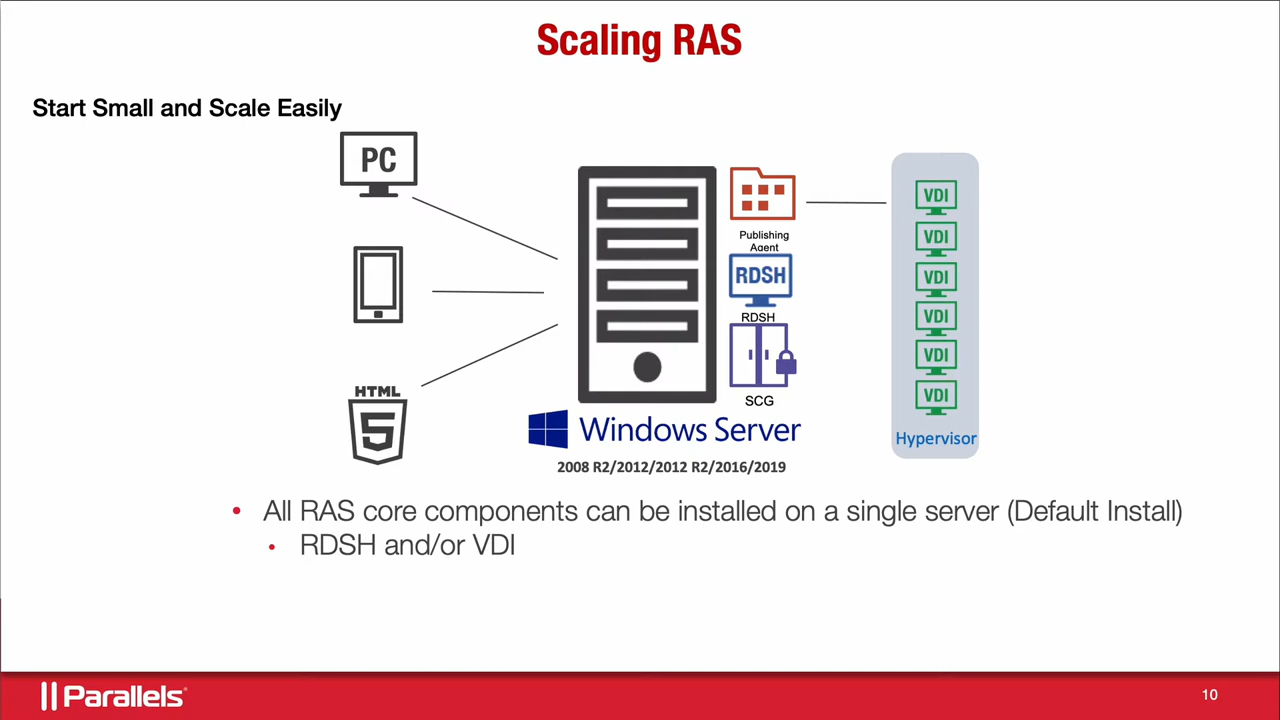 Scaling RAS
Start Small and Scale Easily
PC
HTML
5
Publishing
Agent
RDSH
RDSH
SCG
Windows Server
2008 R2/2012/2012 R2/2016/2019
VDI
VDI
VDI
VDI
VDI
VDI
Hypervisor
• All RAS core components can be installed on a single server (Default Install)
• RDSH and/or VDI
Parallels®
10